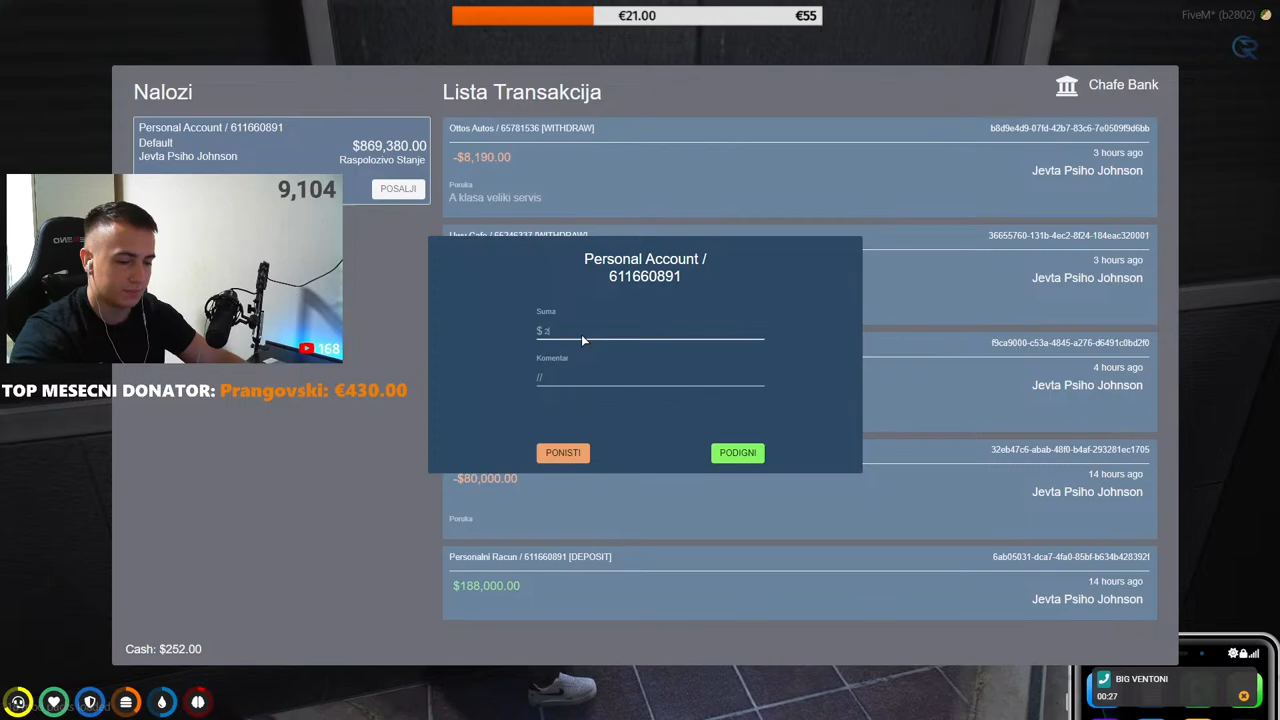 €21.00
€55
FiveM* (b2802)
Nalozi
Lista Transakcija
Chafe Bank
Personal Account / 611660891
Default
$869,380.00
Jevta Psiho Johnson
Raspolozivo Stanje
POSALJI
9,104
168
TOP MESECNI DONATOR: Prangovski: €430.00
Ottos Autos / 65781536 [WITHDRAW]
b8d9e4d9-07fd-42b7-83c6-7e0509f9d6bb
-$8,190.00
3 hours ago
Jevta Psiho Johnson
Poruka
A klasa veliki servis
36655760-131b-4ec2-8f24-184eac320001
3 hours ago
Jevta Psiho Johnson
Personal Account /
611660891
Suma
$
Komentar
//
PONISTI
PODIGNI
f9ca9000-c53a-4845-a276-d6491c0bd2f0
4 hours ago
Jevta Psiho Johnson
32eb47c6-abab-48f0-b4af-293281ec1705
-$80,000.00
14 hours ago
Jevta Psiho Johnson
Poruka
Personalni Racun / 611660891 [DEPOSIT]
6ab05031-dca7-4fa0-85bf-b634b428392f
$188,000.00
14 hours ago
Jevta Psiho Johnson
Cash: $252.00
BIG VENTONI
00:27
loaded